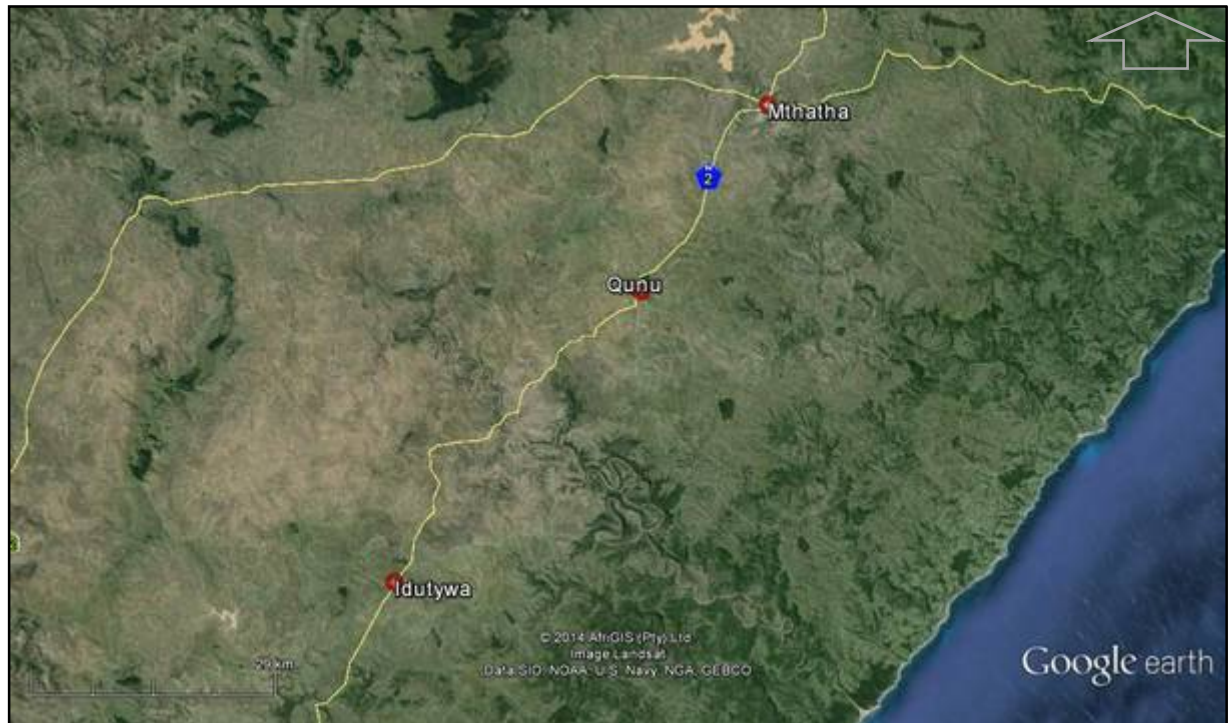 Mthatha
2
Qunu
Idutywa
29 km
© 2014 AfriGIS (Pty) Ltd.
Image Landsat
Data SIO, NOAA, U.S. Navy, NGA, GEBCO
Google earth